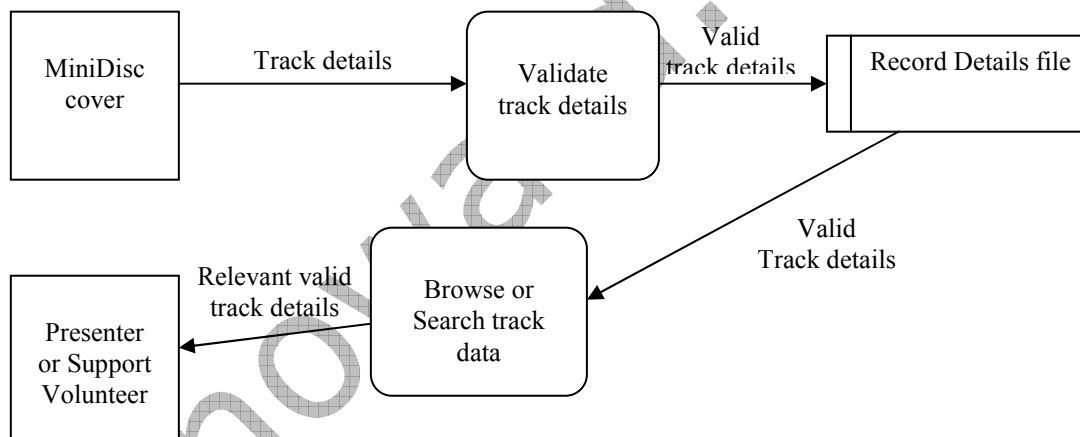 MiniDisc
cover
Track details
Validate
track details
Valid
track details
Record Details file
Valid
Track details
Browse or
Search track
data
Relevant valid
track details
Presenter
or Support
Volunteer